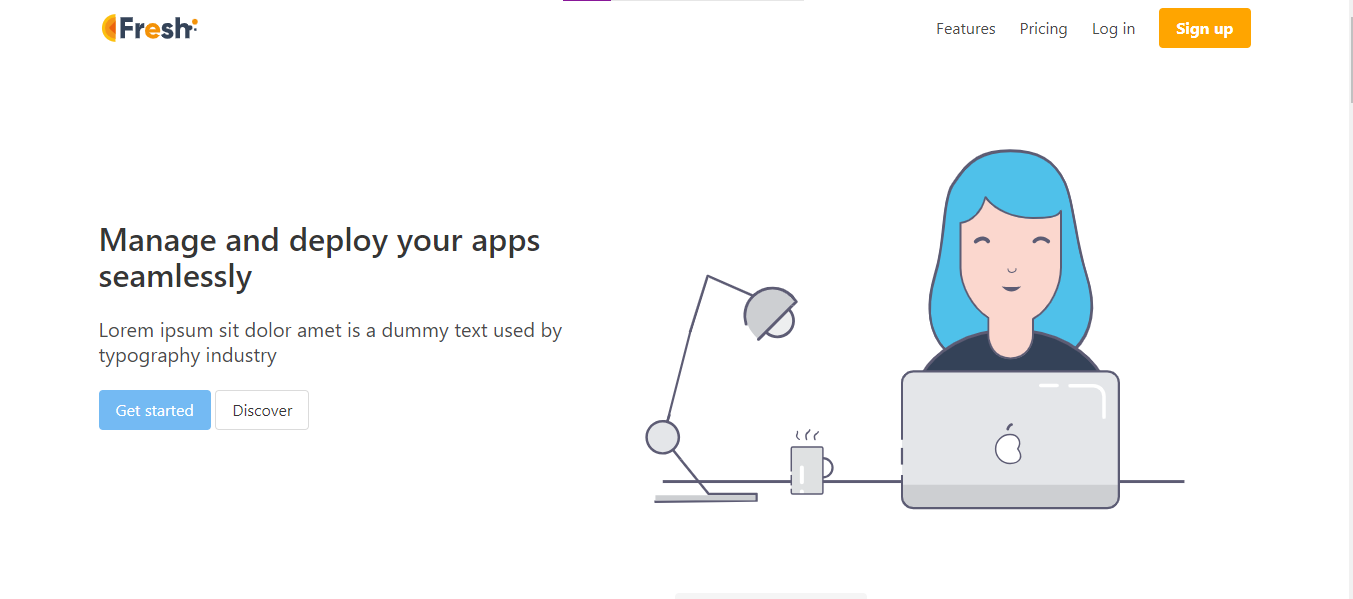 Fresh
Features
Pricing
Log in
Sign up
Manage and deploy your apps
seamlessly
Lorem ipsum sit dolor amet is a dummy text used by
typography industry
Get started
Discover